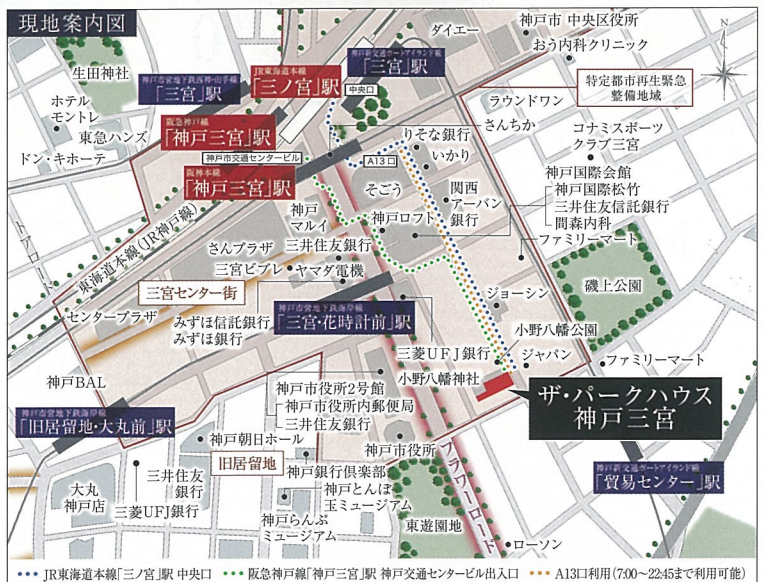 現地案内図
N
生田神社
ホテル
モントレ
東急ハンズ
ドン・キホーテ
神戸市営地下鉄西神・山手線
「三宮」駅
JR東海道本線
「三ノ宮」駅
中央口
神戸新交通ポートアイランド線
「三宮」駅
ダイエー
神戸市 中央区役所
おう内科クリニック
特定都市再生緊急
整備地域
阪急神戸線
「神戸三宮」駅
神戸市交通センタービル
阪神本線
「神戸三宮」駅
A13口
りそな銀行
いかり
そごう
関西
アーバン
銀行
ラウンドワン
さんちか
コナミスポーツ
クラブ三宮
神戸国際会館
神戸国際松竹
三井住友信託銀行
間森内科
ファミリーマート
神戸
マルイ
神戸ロフト
トアロード
東海道本線(JR神戸線)
さんプラザ
三井住友銀行
三宮ビブレ
ヤマダ電機
三宮センター街
センタープラザ
みずほ信託銀行
みずほ銀行
神戸市営地下鉄海岸線
「三宮・花時計前」駅
ジョーシン
磯上公園
小野八幡公園
三菱UFJ銀行
ジャパン
ファミリーマート
小野八幡神社
ザ・パークハウス
神戸三宮
神戸BAL
神戸市営地下鉄海岸線
「旧居留地・大丸前」駅
神戸市役所2号館
神戸市役所内郵便局
三井住友銀行
神戸朝日ホール
神戸市役所
旧居留地
神戸銀行倶楽部
神戸とんぼ
玉ミュージアム
神戸らんぷ
ミュージアム
大丸
神戸店
三井住友
銀行
三菱UFJ銀行
フラワーロード
東遊園地
ローソン
神戸新交通ポートアイランド線
「貿易センター」駅
JR東海道本線「三ノ宮」駅 中央口 阪急神戸線「神戸三宮」駅 神戸交通センタービル出入口 A13口利用(7:00〜22:45まで利用可能)